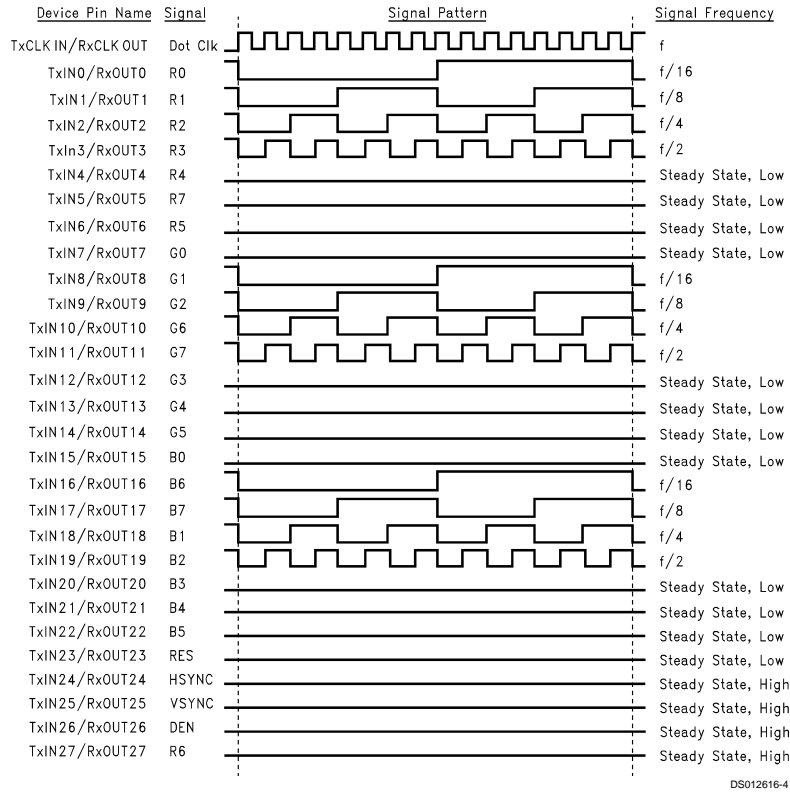 Device Pin Name Signal Signal Pattern Signal Frequency
TxCLK IN/RxCLK OUT Dot Clk f
TxIN0/RxOUT0 R0 f/16
TxIN1/RxOUT1 R1 f/8
TxIN2/RxOUT2 R2 f/4
TxIn3/RxOUT3 R3 f/2
TxIN4/RxOUT4 R4 Steady State, Low
TxIN5/RxOUT5 R7 Steady State, Low
TxIN6/RxOUT6 R5 Steady State, Low
TxIN7/RxOUT7 G0 Steady State, Low
TxIN8/RxOUT8 G1 f/16
TxIN9/RxOUT9 G2 f/8
TxIN10/RxOUT10 G6 f/4
TxIN11/RxOUT11 G7 f/2
TxIN12/RxOUT12 G3 Steady State, Low
TxIN13/RxOUT13 G4 Steady State, Low
TxIN14/RxOUT14 G5 Steady State, Low
TxIN15/RxOUT15 B0 Steady State, Low
TxIN16/RxOUT16 B6 f/16
TxIN17/RxOUT17 B7 f/8
TxIN18/RxOUT18 B1 f/4
TxIN19/RxOUT19 B2 f/2
TxIN20/RxOUT20 B3 Steady State, Low
TxIN21/RxOUT21 B4 Steady State, Low
TxIN22/RxOUT22 B5 Steady State, Low
TxIN23/RxOUT23 RES Steady State, Low
TxIN24/RxOUT24 HSYNC Steady State, High
TxIN25/RxOUT25 VSYNC Steady State, High
TxIN26/RxOUT26 DEN Steady State, High
TxIN27/RxOUT27 R6 Steady State, High
DS012616-4